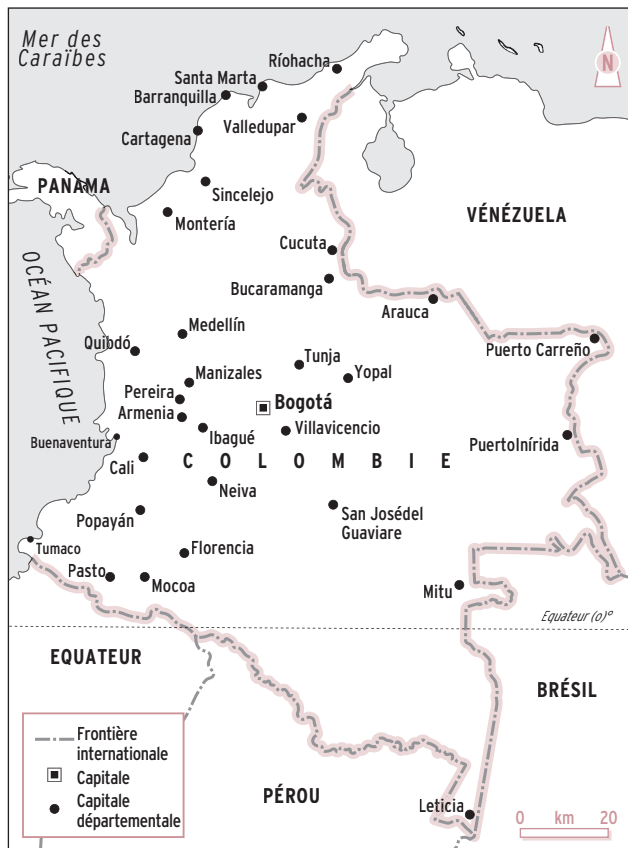 Mer des
Caraïbes
N
Ríohacha
Santa Marta
Barranquilla
Cartagena
Valledupar
PANAMA
Sincelejo
VÉNÉZUELA
Montería
OCÉAN PACIFIQUE
Cucuta
Bucaramanga
Arauca
Medellín
Quibdó
Puerto Carreño
Tunja
Manizales
Yopal
Pereira
Armenia
Bogotá
Ibagué
Villavicencio
Buenaventura
PuertoInírida
Cali
COLOMBIE
Neiva
Popayán
San Josédel
Guaviare
Tumaco
Florencia
Pasto
Mocoa
Mitu
Equateur (o)°
EQUATEUR
BRÉSIL
Frontière
internationale
Capitale
Capitale
départementale
PÉROU
Leticia
0 km 20